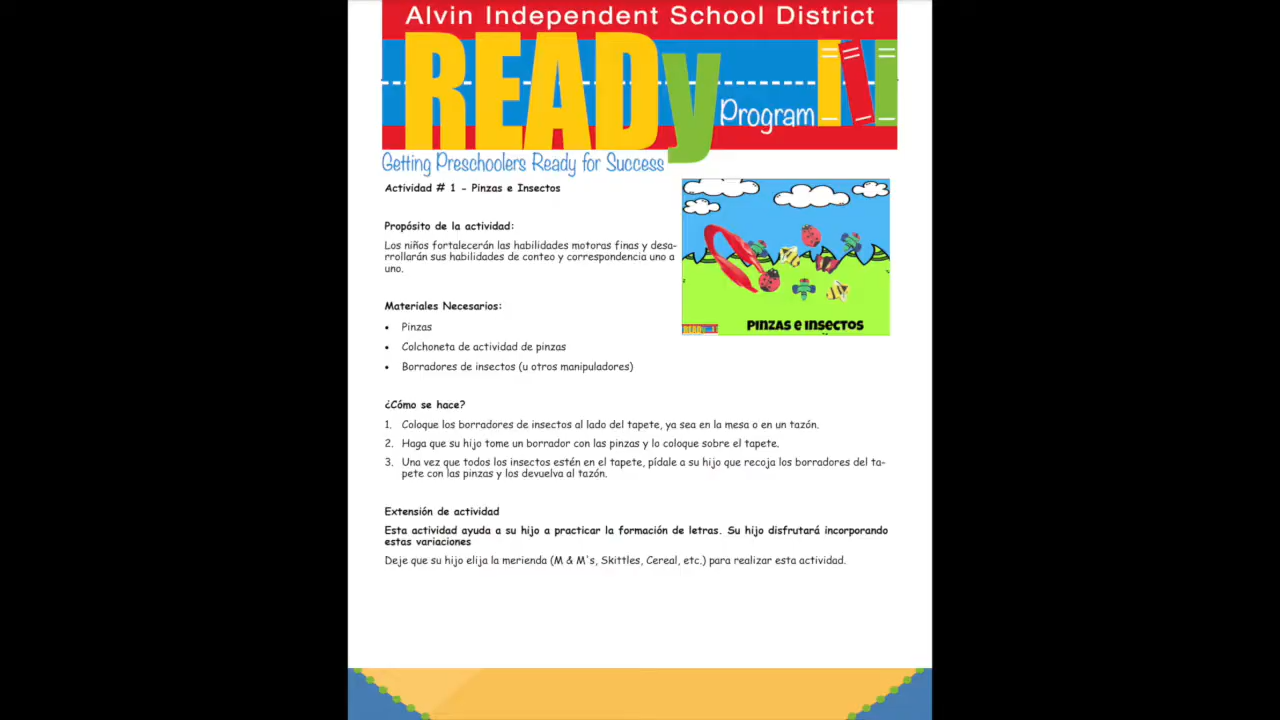 Alvin Independent School District
READy
Program
Getting Preschoolers Ready for Success
Actividad # 1 - Pinzas e Insectos
Propósito de la actividad:
Los niños fortalecerán las habilidades motoras finas y desa-
rrollarán sus habilidades de conteo y correspondencia uno a
uno.
PINZAS E INSECTOS
Materiales Necesarios:
• Pinzas
• Colchoneta de actividad de pinzas
• Borradores de insectos (u otros manipuladores)
¿Cómo se hace?
1. Coloque los borradores de insectos al lado del tapete, ya sea en la mesa o en un tazón.
2. Haga que su hijo tome un borrador con las pinzas y lo coloque sobre el tapete.
3. Una vez que todos los insectos estén en el tapete, pídale a su hijo que recoja los borradores del ta-
pete con las pinzas y los devuelva al tazón.
Extensión de actividad
Esta actividad ayuda a su hijo a practicar la formación de letras. Su hijo disfrutará incorporando
estas variaciones
Deje que su hijo elija la merienda (M & M's, Skittles, Cereal, etc.) para realizar esta actividad.